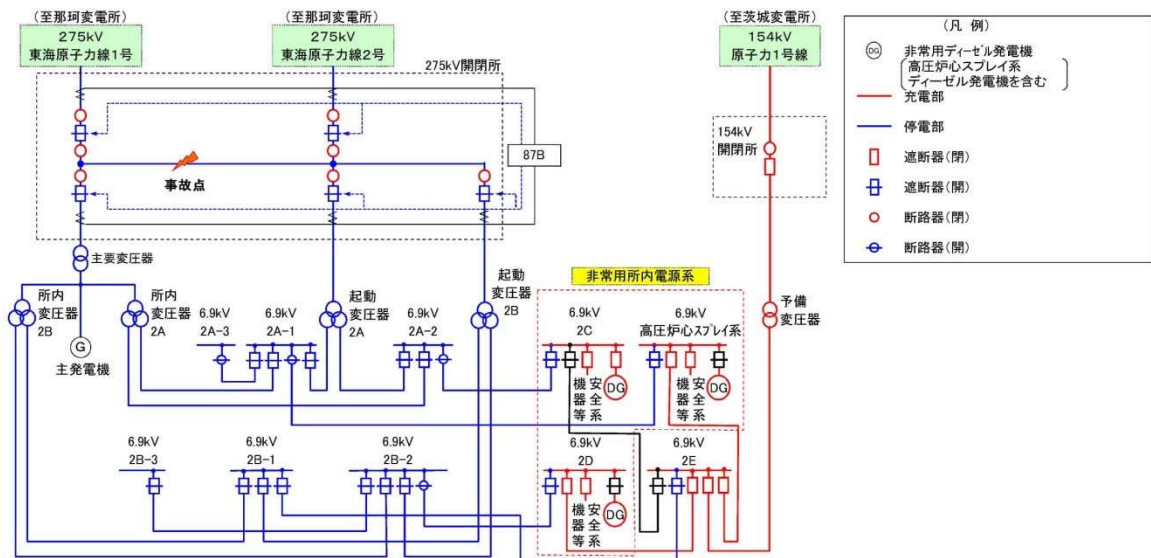 (至那珂変電所)
275kV
東海原子力線1号
(至那珂変電所)
275kV
東海原子力線2号
(至茨城変電所)
154kV
原子力1号線
275kV開閉所
87B
事故点
154kV
開閉所
主要変圧器
所内
変圧器
2B
G
主発電機
所内
変圧器
2A
6.9kV
2A-3
6.9kV
2A-1
起動
変圧器
2A
6.9kV
2A-2
起動
変圧器
2B
非常用所内電源系
6.9kV
2C
安全系
機器等
DG
6.9kV
高圧炉心スプレイ系
安全系
機器等
DG
予備
変圧器
6.9kV
2B-3
6.9kV
2B-1
6.9kV
2B-2
6.9kV
2D
安全系
機器等
DG
6.9kV
2E
(凡 例)
DG 非常用ディーゼル発電機
高圧炉心スプレイ系
ディーゼル発電機を含む
充電部
停電部
遮断器(閉)
遮断器(開)
断路器(閉)
断路器(開)